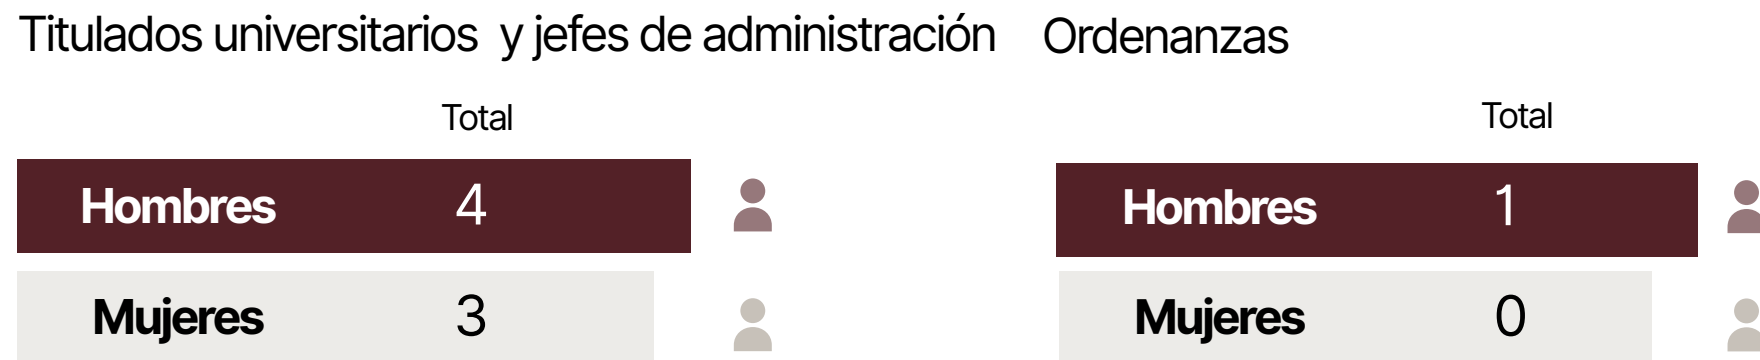 Titulados universitarios  y jefes de administración
Total
Hombres 4
Mujeres 3
Ordenanzas
Total
Hombres 1
Mujeres 0